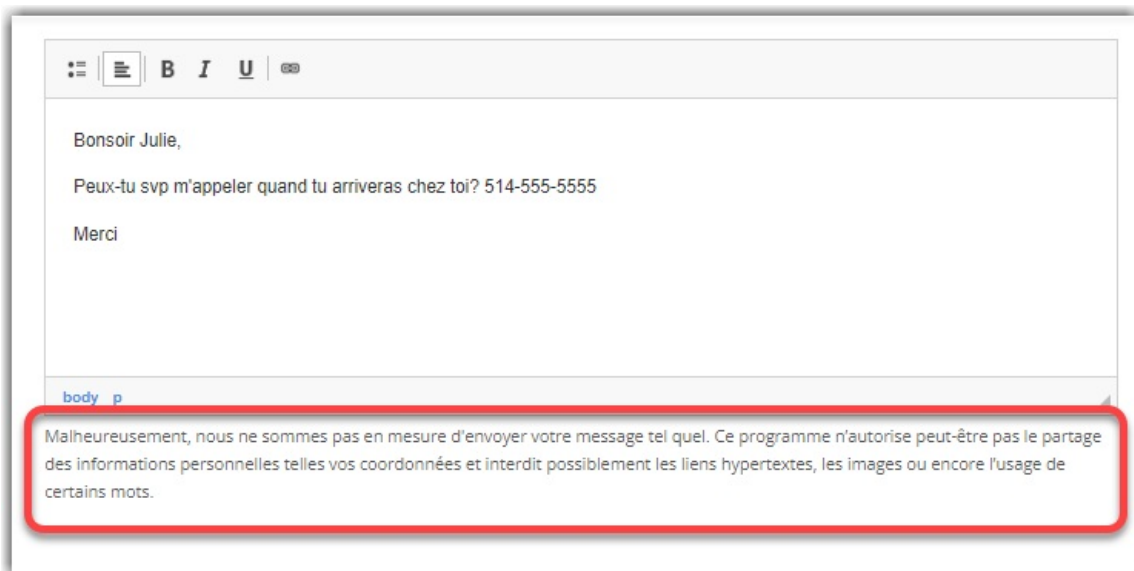 B I U
Bonsoir Julie,
Peux-tu svp m'appeler quand tu arriveras chez toi? 514-555-5555
Merci
body p
Malheureusement, nous ne sommes pas en mesure d'envoyer votre message tel quel. Ce programme n'autorise peut-être pas le partage
des informations personnelles telles vos coordonnées et interdit possiblement les liens hypertextes, les images ou encore l'usage de
certains mots.